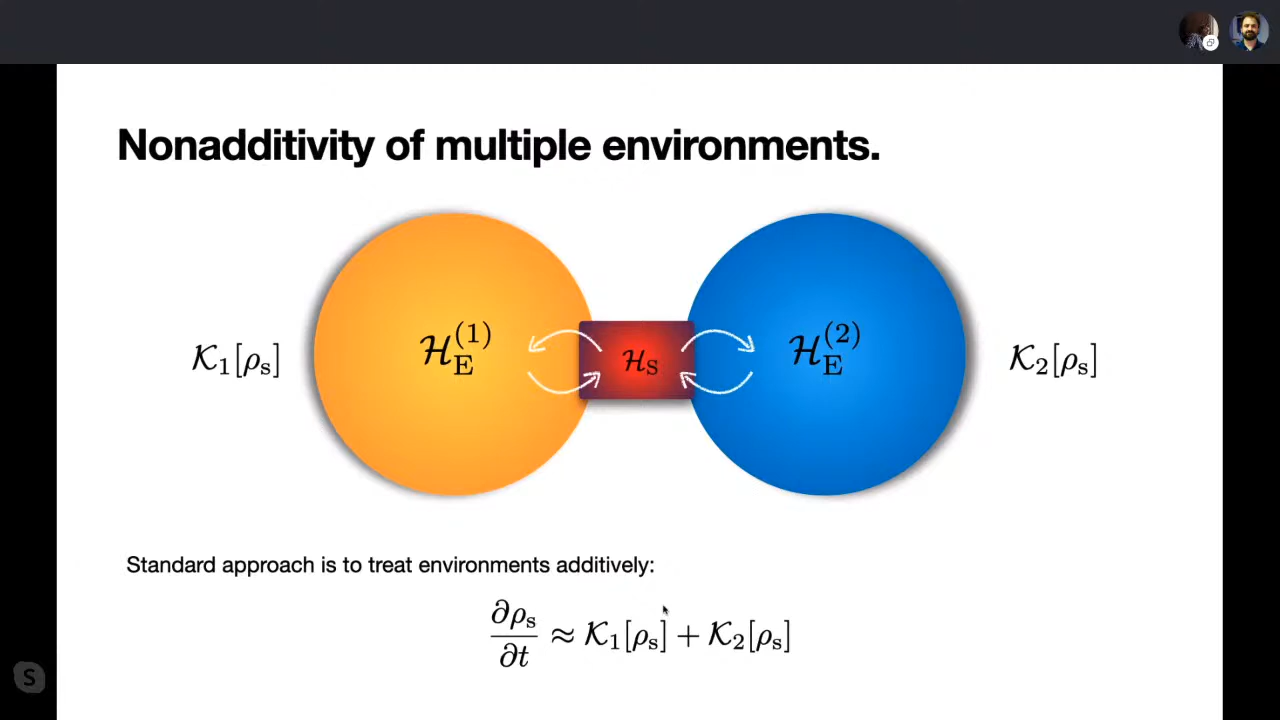 Nonadditivity of multiple environments.
𝒦₁[ρₛ]
ℋ_E^(1)
ℋ_S
ℋ_E^(2)
𝒦₂[ρₛ]
Standard approach is to treat environments additively:
∂ρₛ/∂t ≈ 𝒦₁[ρₛ] + 𝒦₂[ρₛ]
S